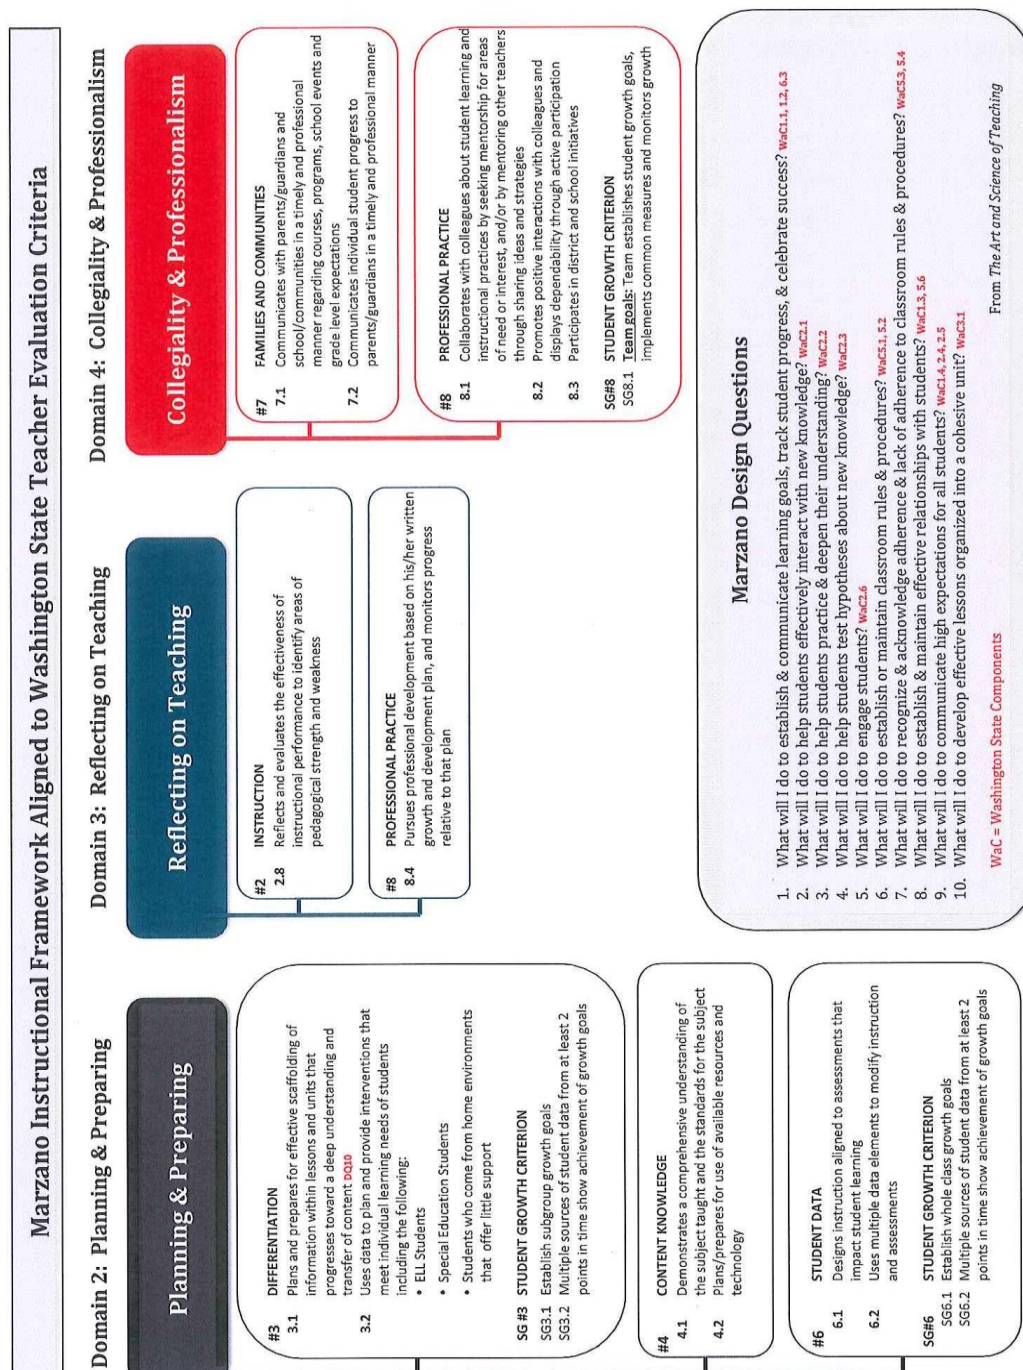 Marzano Instructional Framework Aligned to Washington State Teacher Evaluation Criteria
Domain 2: Planning & Preparing
Planning & Preparing
#3 DIFFERENTIATION
3.1 Plans and prepares for effective scaffolding of
information within lessons and units that
progresses toward a deep understanding and
transfer of content DQ10
3.2 Uses data to plan and provide interventions that
meet individual learning needs of students
including the following:
• ELL Students
• Special Education Students
• Students who come from home environments
that offer little support
SG #3 STUDENT GROWTH CRITERION
SG3.1 Establish subgroup growth goals
SG3.2 Multiple sources of student data from at least 2
points in time show achievement of growth goals
#4 CONTENT KNOWLEDGE
4.1 Demonstrates a comprehensive understanding of
the subject taught and the standards for the subject
4.2 Plans/prepares for use of available resources and
technology
#6 STUDENT DATA
6.1 Designs instruction aligned to assessments that
impact student learning
6.2 Uses multiple data elements to modify instruction
and assessments
SG#6 STUDENT GROWTH CRITERION
SG6.1 Establish whole class growth goals
SG6.2 Multiple sources of student data from at least 2
points in time show achievement of growth goals
Domain 3: Reflecting on Teaching
Reflecting on Teaching
#2 INSTRUCTION
2.8 Reflects and evaluates the effectiveness of
instructional performance to identify areas of
pedagogical strength and weakness
#8 PROFESSIONAL PRACTICE
8.4 Pursues professional development based on his/her written
growth and development plan, and monitors progress
relative to that plan
Domain 4: Collegiality & Professionalism
Collegiality & Professionalism
#7 FAMILIES AND COMMUNITIES
7.1 Communicates with parents/guardians and
school/communities in a timely and professional
manner regarding courses, programs, school events and
grade level expectations
7.2 Communicates individual student progress to
parents/guardians in a timely and professional manner
#8 PROFESSIONAL PRACTICE
8.1 Collaborates with colleagues about student learning and
instructional practices by seeking mentorship for areas
of need or interest, and/or by mentoring other teachers
through sharing ideas and strategies
8.2 Promotes positive interactions with colleagues and
displays dependability through active participation
8.3 Participates in district and school initiatives
SG#8 STUDENT GROWTH CRITERION
SG8.1 Team goals: Team establishes student growth goals,
implements common measures and monitors growth
Marzano Design Questions
1. What will I do to establish & communicate learning goals, track student progress, & celebrate success? WaC1.1, 1.2, 6.3
2. What will I do to help students effectively interact with new knowledge? WaC2.1
3. What will I do to help students practice & deepen their understanding? WaC2.2
4. What will I do to help students test hypotheses about new knowledge? WaC2.3
5. What will I do to engage students? WaC2.6
6. What will I do to establish or maintain classroom rules & procedures? WaC5.1, 5.2
7. What will I do to recognize & acknowledge adherence & lack of adherence to classroom rules & procedures? WaC5.3, 5.4
8. What will I do to establish & maintain effective relationships with students? WaC1.3, 5.6
9. What will I do to communicate high expectations for all students? WaC1.4, 2.4, 2.5
10. What will I do to develop effective lessons organized into a cohesive unit? WaC3.1
WaC = Washington State Components
From The Art and Science of Teaching